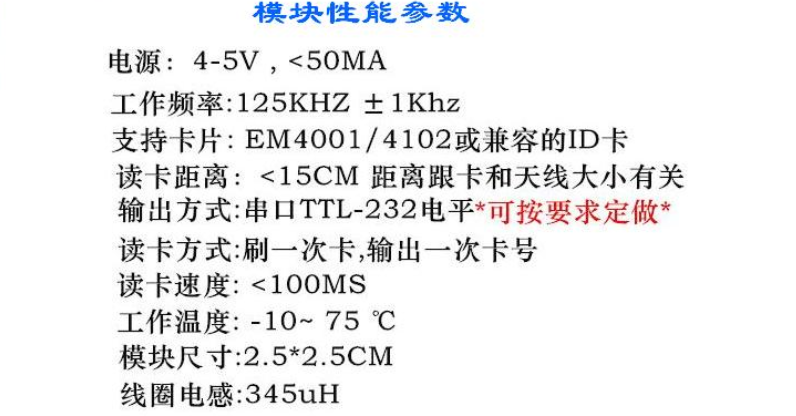 模块性能参数
电源：4-5V , <50MA
工作频率:125KHZ ±1Khz
支持卡片: EM4001/4102或兼容的ID卡
读卡距离: <15CM 距离跟卡和天线大小有关
输出方式:串口TTL-232电平*可按要求定做*
读卡方式:刷一次卡,输出一次卡号
读卡速度: <100MS
工作温度: -10~ 75 ℃
模块尺寸:2.5*2.5CM
线圈电感:345uH